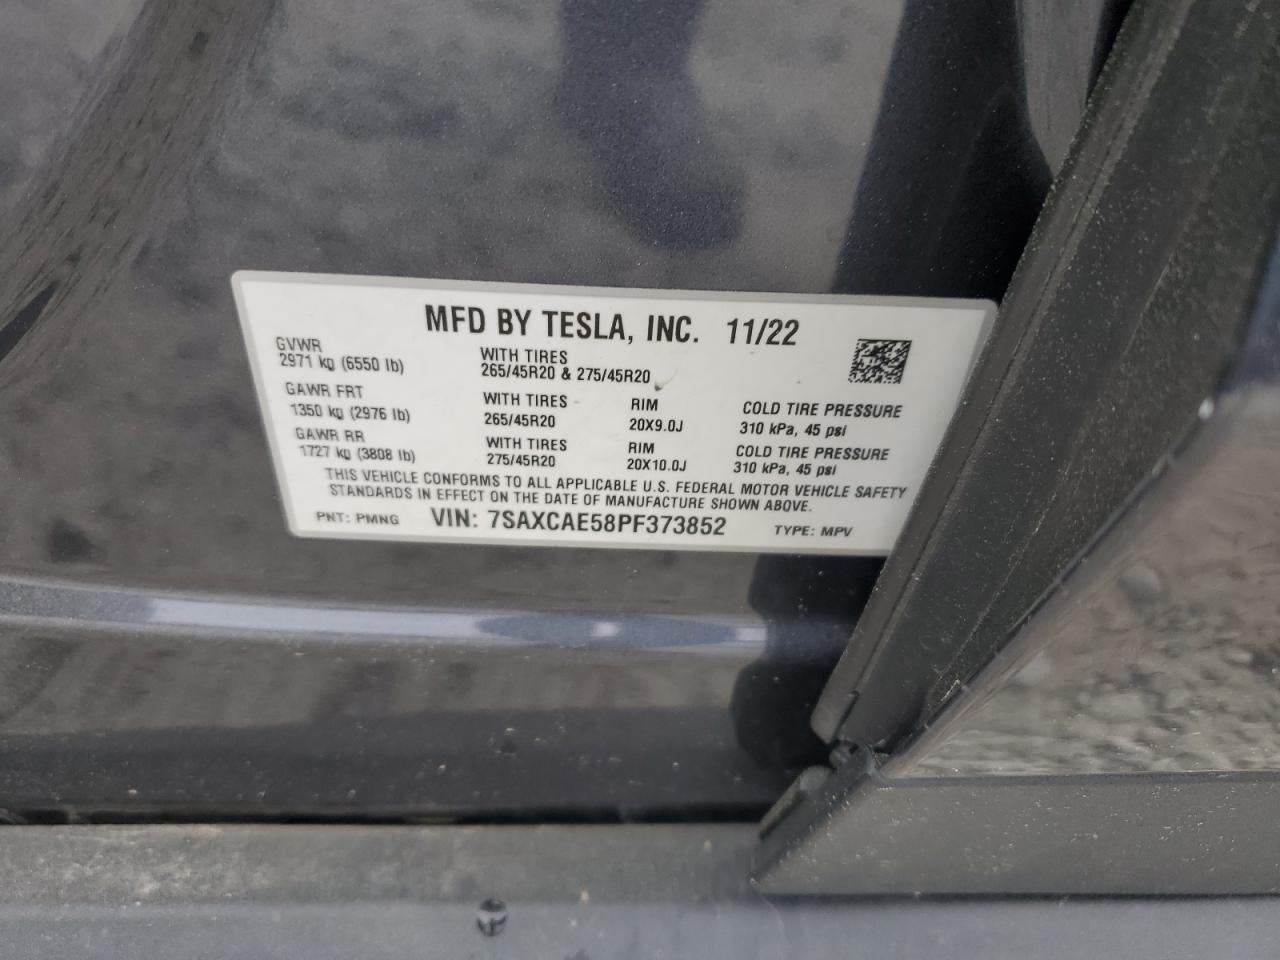 MFD BY TESLA, INC. 11/22
GVWR
2971 kg (6550 lb)
WITH TIRES
265/45R20 & 275/45R20
GAWR FRT
1350 kg (2976 lb)
WITH TIRES
265/45R20
RIM
20X9.0J
COLD TIRE PRESSURE
310 kPa, 45 psi
GAWR RR
1727 kg (3808 lb)
WITH TIRES
275/45R20
RIM
20X10.0J
COLD TIRE PRESSURE
310 kPa, 45 psi
THIS VEHICLE CONFORMS TO ALL APPLICABLE U.S. FEDERAL MOTOR VEHICLE SAFETY
STANDARDS IN EFFECT ON THE DATE OF MANUFACTURE SHOWN ABOVE.
PNT: PMNG VIN: 7SAXCAE58PF373852 TYPE: MPV